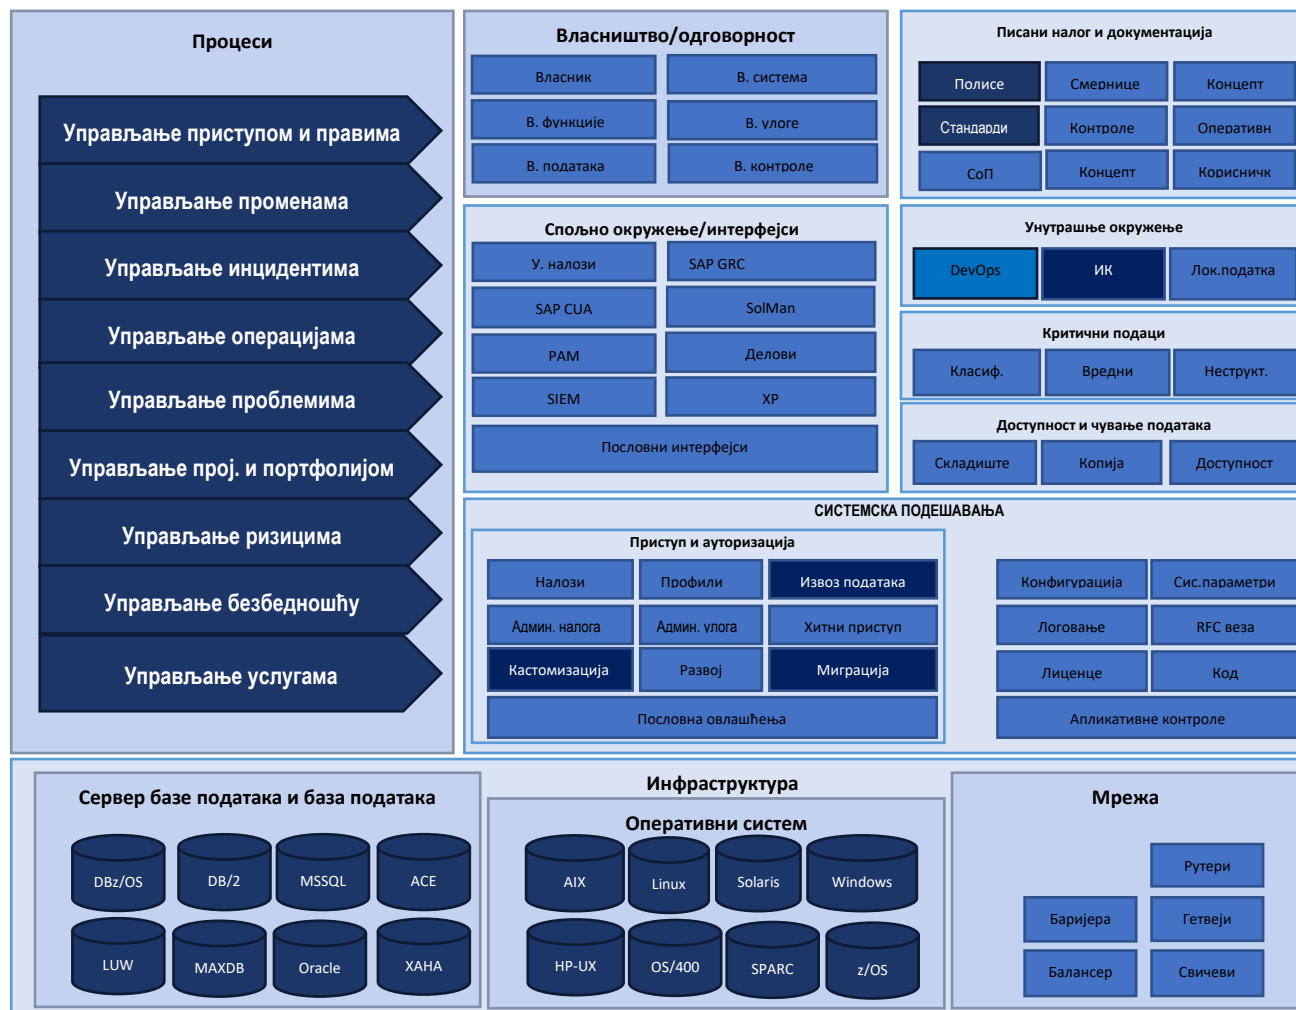 Процеси
Управљање приступом и правима
Управљање променама
Управљање инцидентима
Управљање операцијама
Управљање проблемима
Управљање прој. и портфолијом
Управљање ризицима
Управљање безбедношћу
Управљање услугама
Власништво/одговорност
Власник
В. система
В. функције
В. улоге
В. података
В. контроле
Писани налог и документација
Полисе
Смернице
Концепт
Стандарди
Контроле
Оперативн
СоП
Концепт
Корисничк
Спољно окружење/интерфејси
У. налози
SAP GRC
SAP CUA
SolMan
PAM
Делови
SIEM
ХР
Пословни интерфејси
Унутрашње окружење
DevOps
ИК
Лок.податка
Критични подаци
Класиф.
Вредни
Неструкт.
Доступност и чување података
Складиште
Копија
Доступност
СИСТЕМСКА ПОДЕШАВАЊА
Приступ и ауторизација
Налози
Профили
Извоз података
Админ. налога
Админ. улога
Хитни приступ
Кастомизација
Развој
Миграција
Пословна овлашћења
Конфигурација
Сис.параметри
Логовање
RFC веза
Лиценце
Код
Апликативне контроле
Инфраструктура
Сервер базе података и база података
DBz/OS
DB/2
MSSQL
ACE
LUW
MAXDB
Oracle
ХАНА
Оперативни систем
AIX
Linux
Solaris
Windows
HP-UX
OS/400
SPARC
z/OS
Мрежа
Рутери
Баријера
Гетвеји
Балансер
Свичеви